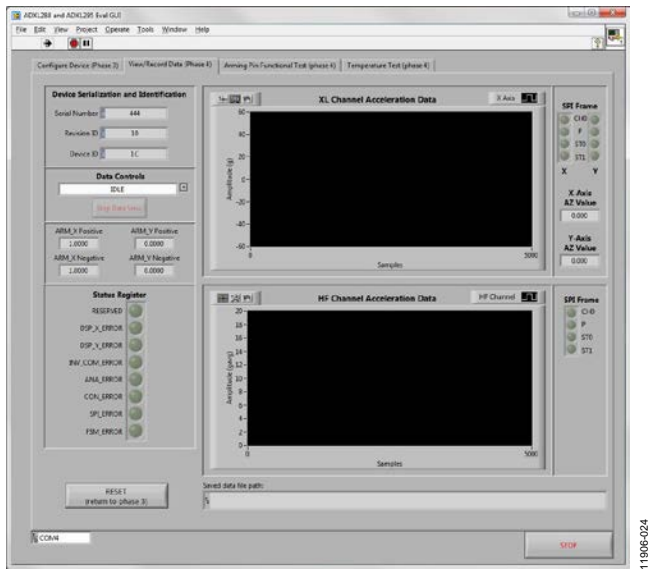 ADXL288 and ADXL295 Eval GUI
File Edit View Project Operate Tools Window Help
Configure Device (Phase 3)
View/Record Data (Phase 4)
Arming Pin Functional Test (phase 4)
Temperature Test (phase 4)
Device Serialization and Identification
Serial Number 444
Revision ID 10
Device ID 1C
Data Controls
IDLE
ARM_X Positive
ARM_Y Positive
1.0000
0.0000
ARM_X Negative
ARM_Y Negative
1.0000
0.0000
Status Register
RESERVED
DSP_X_ERROR
DSP_Y_ERROR
INV_COM_ERROR
ANA_ERROR
CON_ERROR
SPI_ERROR
FSM_ERROR
RESET
(return to phase 3)
COM4
XL Channel Acceleration Data
X Axis
Amplitude (g)
60
40
20
0
-20
-40
-60
0
5000
Samples
SPI Frame
CH0
P
ST0
ST1
X Y
X-Axis
AZ Value
0.000
Y-Axis
AZ Value
0.000
HF Channel Acceleration Data
HF Channel
20
18
16
14
12
10
8
6
4
2
0
0
5000
Samples
SPI Frame
CH0
P
ST0
ST1
Saved data file path:
STOP
11906-024